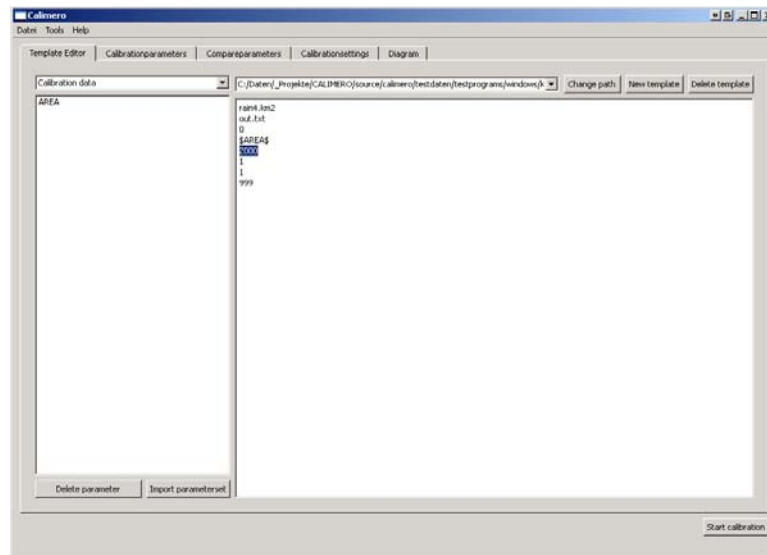 Calimero
Datei Tools Help
Template Editor Calibrationparameters Compareparameters Calibrationsettings Diagram
Calibration data
C:/Daten/_Projekte/CALIMERO/source/calimero/testdaten/testprograms/windows/k
Change path New template Delete template
AREA
rain4.km2
out.txt
0
$AREA$
2000
1
1
999
Delete parameter Import parameterset
Start calibration